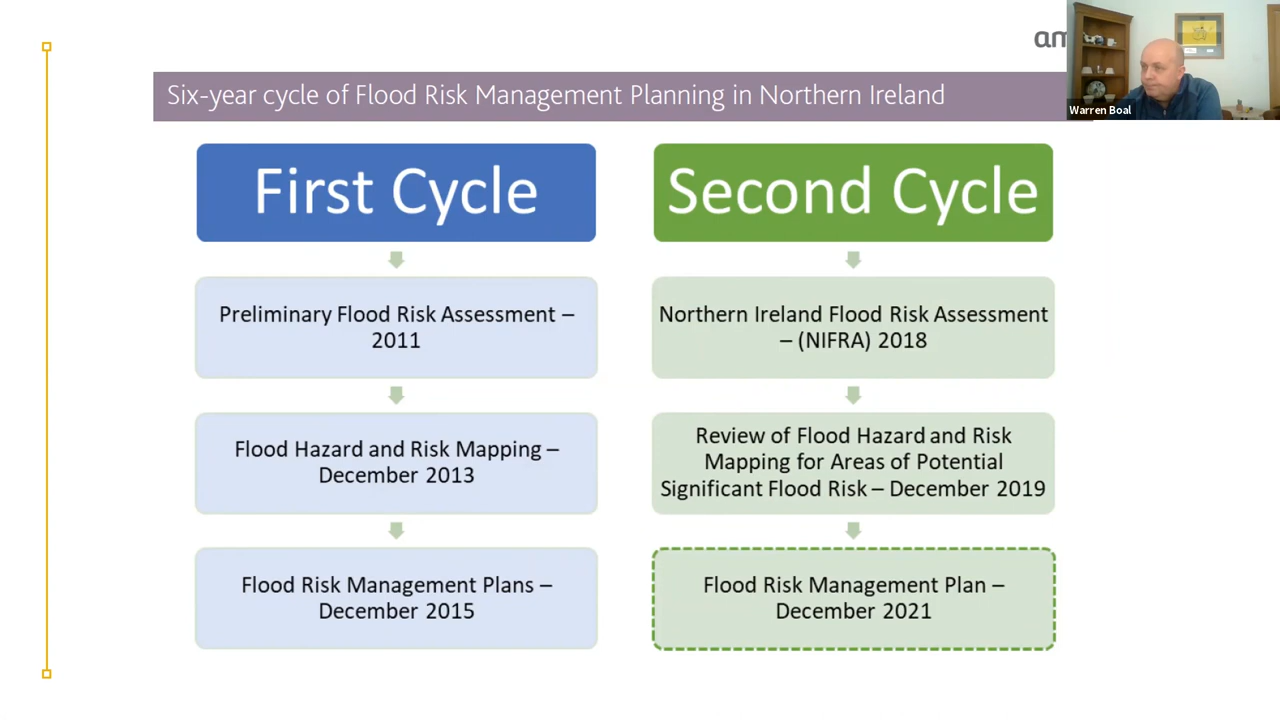 am
Warren Boal
Six-year cycle of Flood Risk Management Planning in Northern Ireland
First Cycle
Preliminary Flood Risk Assessment –
2011
Flood Hazard and Risk Mapping –
December 2013
Flood Risk Management Plans –
December 2015
Second Cycle
Northern Ireland Flood Risk Assessment
– (NIFRA) 2018
Review of Flood Hazard and Risk
Mapping for Areas of Potential
Significant Flood Risk – December 2019
Flood Risk Management Plan –
December 2021